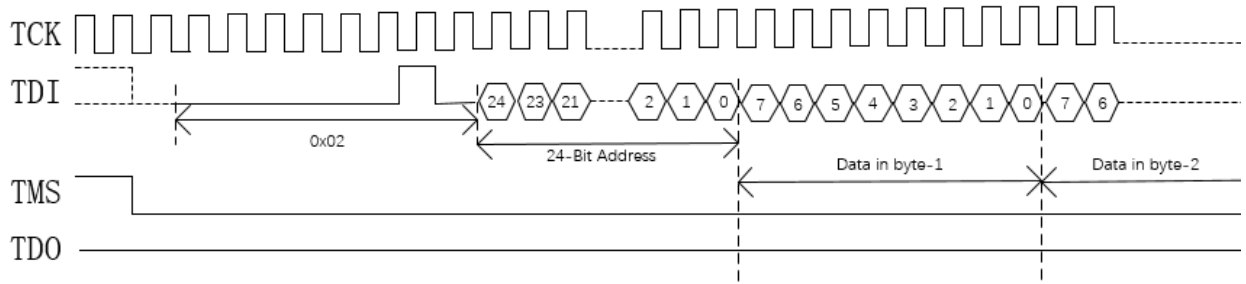 TCK
TDI
24 23 21 2 1 0 7 6 5 4 3 2 1 0 7 6
0x02
24-Bit Address
Data in byte-1
Data in byte-2
TMS
TDO